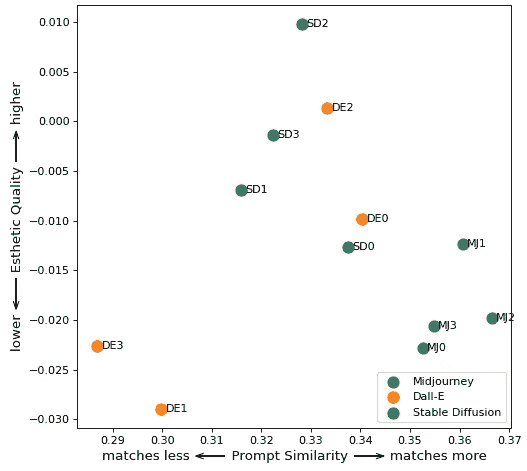 0.010
0.005
0.000
−0.005
−0.010
−0.015
−0.020
−0.025
−0.030
lower ← Esthetic Quality → higher
SD2
DE2
SD3
SD1
DE0
SD0
MJ1
MJ2
MJ3
MJ0
DE3
DE1
Midjourney
Dall-E
Stable Diffusion
0.29 0.30 0.31 0.32 0.33 0.34 0.35 0.36 0.37
matches less ← Prompt Similarity → matches more